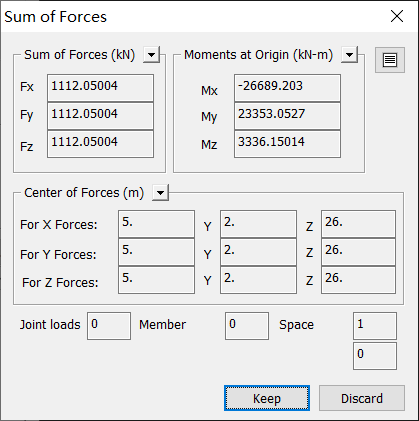 Sum of Forces
Sum of Forces (kN) Moments at Origin (kN-m)
Fx 1112.05004 Mx -26689.203
Fy 1112.05004 My 23353.0527
Fz 1112.05004 Mz 3336.15014
Center of Forces (m)
For X Forces: 5. Y 2. Z 26.
For Y Forces: 5. Y 2. Z 26.
For Z Forces: 5. Y 2. Z 26.
Joint loads 0 Member 0 Space 1
0
Keep Discard